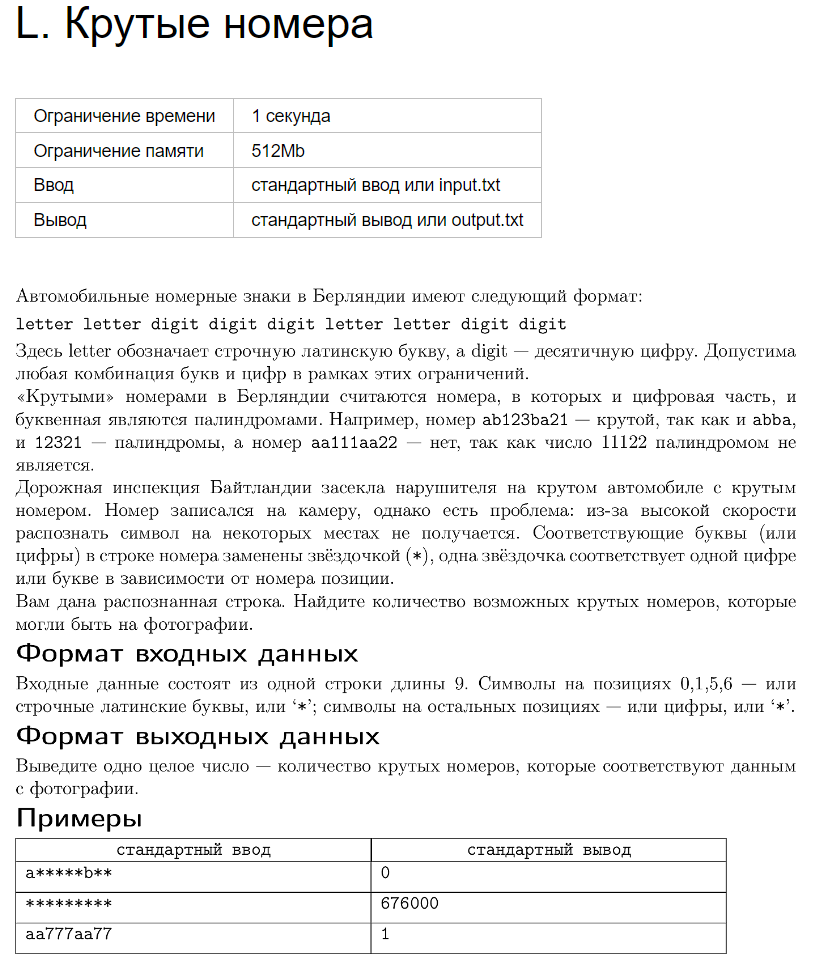 L. Крутые номера
Ограничение времени 1 секунда
Ограничение памяти 512Mb
Ввод стандартный ввод или input.txt
Вывод стандартный вывод или output.txt
Автомобильные номерные знаки в Берляндии имеют следующий формат:
letter letter digit digit digit letter letter digit digit
Здесь letter обозначает строчную латинскую букву, а digit — десятичную цифру. Допустима
любая комбинация букв и цифр в рамках этих ограничений.
«Крутыми» номерами в Берляндии считаются номера, в которых и цифровая часть, и
буквенная являются палиндромами. Например, номер ab123ba21 — крутой, так как и abba,
и 12321 — палиндромы, а номер aa111aa22 — нет, так как число 11122 палиндромом не
является.
Дорожная инспекция Байтландии засекла нарушителя на крутом автомобиле с крутым
номером. Номер записался на камеру, однако есть проблема: из-за высокой скорости
распознать символ на некоторых местах не получается. Соответствующие буквы (или
цифры) в строке номера заменены звёздочкой (*), одна звёздочка соответствует одной цифре
или букве в зависимости от номера позиции.
Вам дана распознанная строка. Найдите количество возможных крутых номеров, которые
могли быть на фотографии.
Формат входных данных
Входные данные состоят из одной строки длины 9. Символы на позициях 0,1,5,6 — или
строчные латинские буквы, или ‘*’; символы на остальных позициях — или цифры, или ‘*’.
Формат выходных данных
Выведите одно целое число — количество крутых номеров, которые соответствуют данным
с фотографии.
Примеры
стандартный ввод стандартный вывод
a*****b** 0
********* 676000
aa777aa77 1